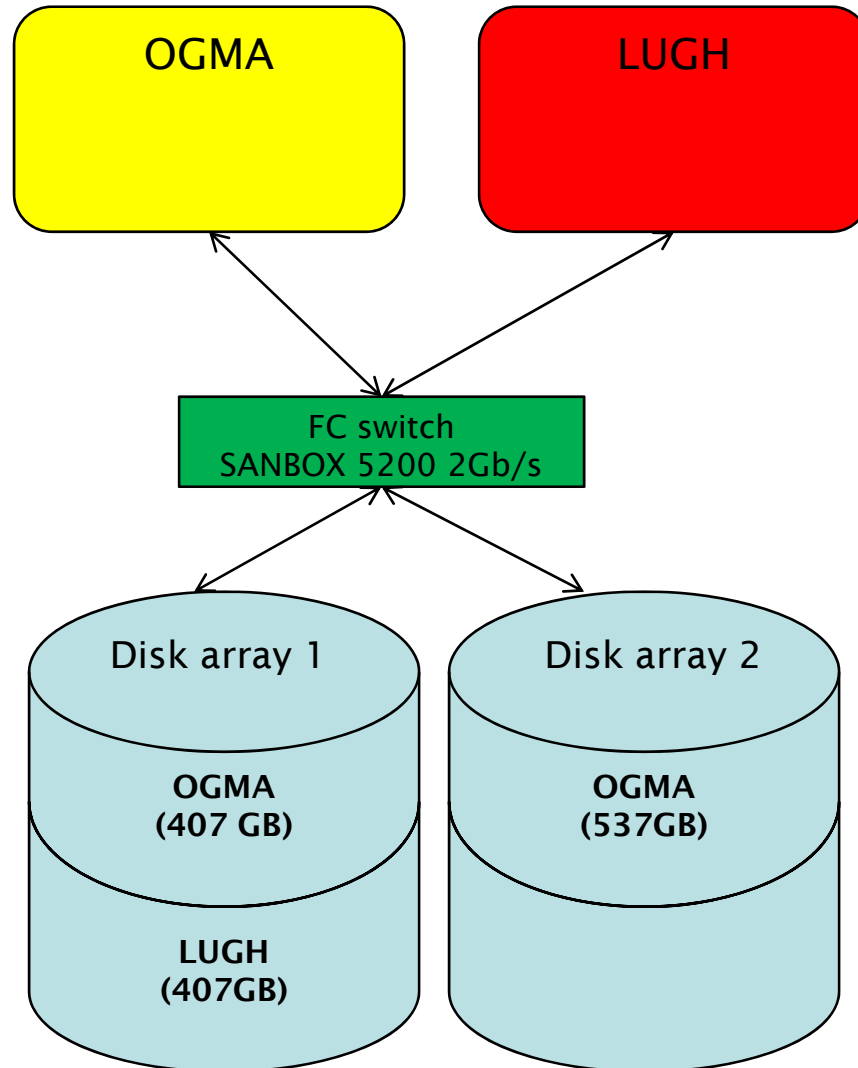 OGMA
LUGH
FC switch
SANBOX 5200 2Gb/s
Disk array 1
Disk array 2
OGMA
(407 GB)
OGMA
(537GB)
LUGH
(407GB)